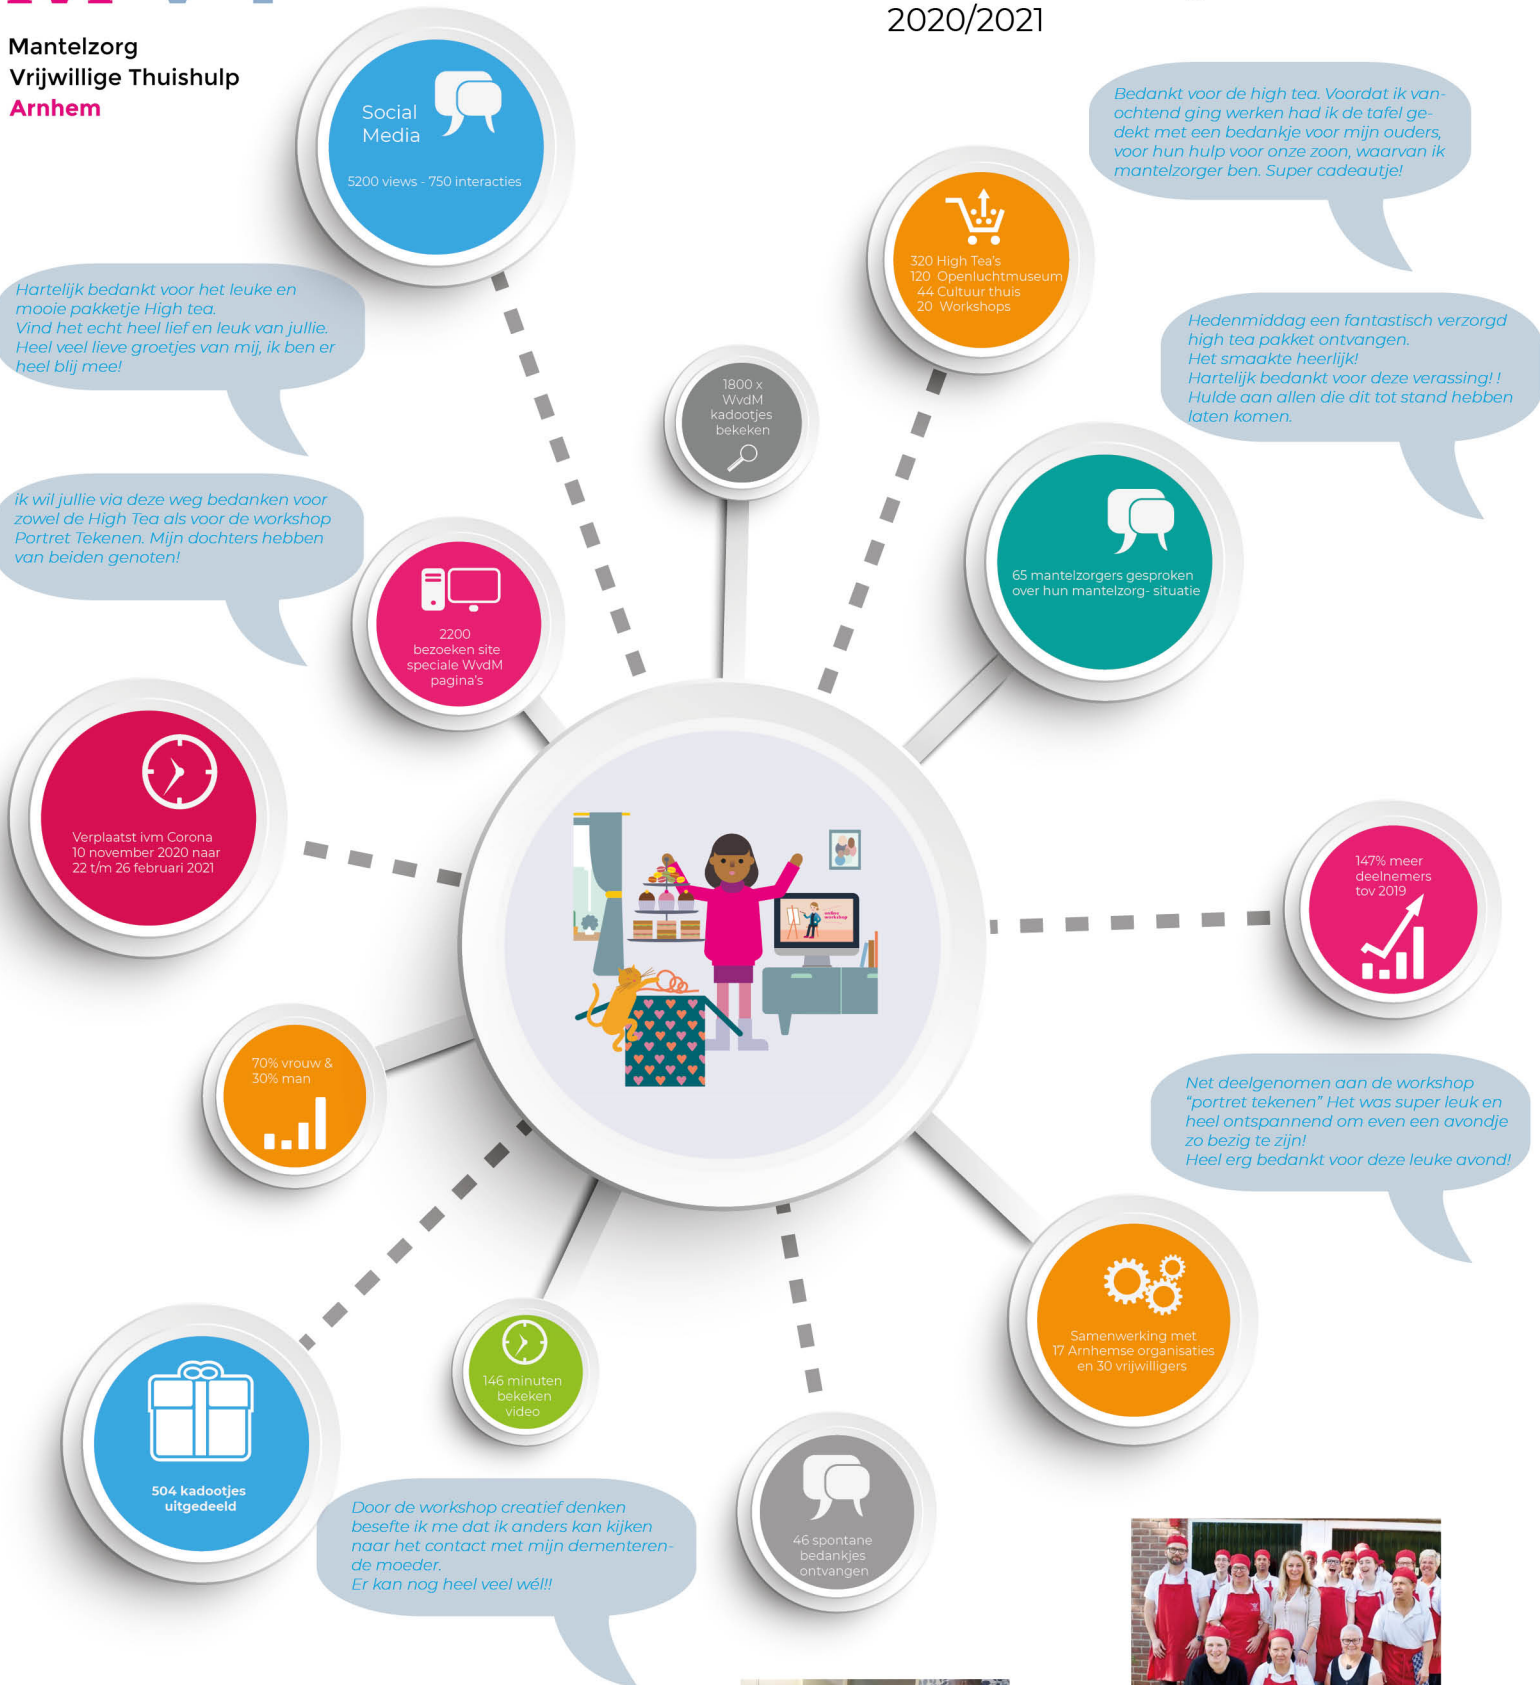 2020/2021
Mantelzorg
Vrijwillige Thuishulp
Arnhem
Social
Media
5200 views - 750 interacties
Bedankt voor de high tea. Voordat ik van-
ochtend ging werken had ik de tafel ge-
dekt met een bedankje voor mijn ouders,
voor hun hulp voor onze zoon, waarvan ik
mantelzorger ben. Super cadeautje!
320 High Tea's
120 Openluchtmuseum
44 Cultuur thuis
20 Workshops
Hartelijk bedankt voor het leuke en
mooie pakketje High tea.
Vind het echt heel lief en leuk van jullie.
Heel veel lieve groetjes van mij, ik ben er
heel blij mee!
Hedenmiddag een fantastisch verzorgd
high tea pakket ontvangen.
Het smaakte heerlijk!
Hartelijk bedankt voor deze verassing! !
Hulde aan allen die dit tot stand hebben
laten komen.
1800 x
WvdM
kadootjes
bekeken
ik wil jullie via deze weg bedanken voor
zowel de High Tea als voor de workshop
Portret Tekenen. Mijn dochters hebben
van beiden genoten!
65 mantelzorgers gesproken
over hun mantelzorg- situatie
2200
bezoeken site
speciale WvdM
pagina's
Verplaatst ivm Corona
10 november 2020 naar
22 t/m 26 februari 2021
147% meer
deelnemers
tov 2019
online
workshop
70% vrouw &
30% man
Net deelgenomen aan de workshop
“portret tekenen” Het was super leuk en
heel ontspannend om even een avondje
zo bezig te zijn!
Heel erg bedankt voor deze leuke avond!
Samenwerking met
17 Arnhemse organisaties
en 30 vrijwilligers
146 minuten
bekeken
video
504 kadootjes
uitgedeeld
Door de workshop creatief denken
besefte ik me dat ik anders kan kijken
naar het contact met mijn dementeren-
de moeder.
Er kan nog heel veel wél!!
46 spontane
bedankjes
ontvangen